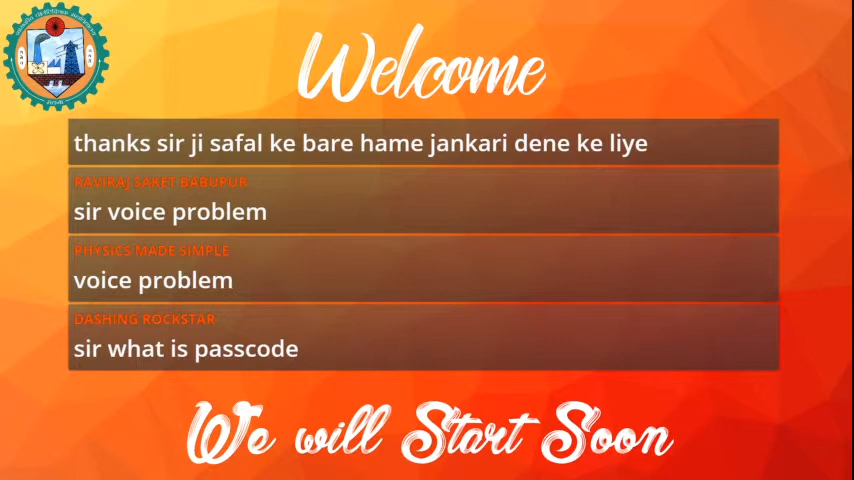 Welcome
thanks sir ji safal ke bare hame jankari dene ke liye
RAVIRAJ SAKET BABUPUR
sir voice problem
PHYSICS MADE SIMPLE
voice problem
DASHING ROCKSTAR
sir what is passcode
We will Start Soon